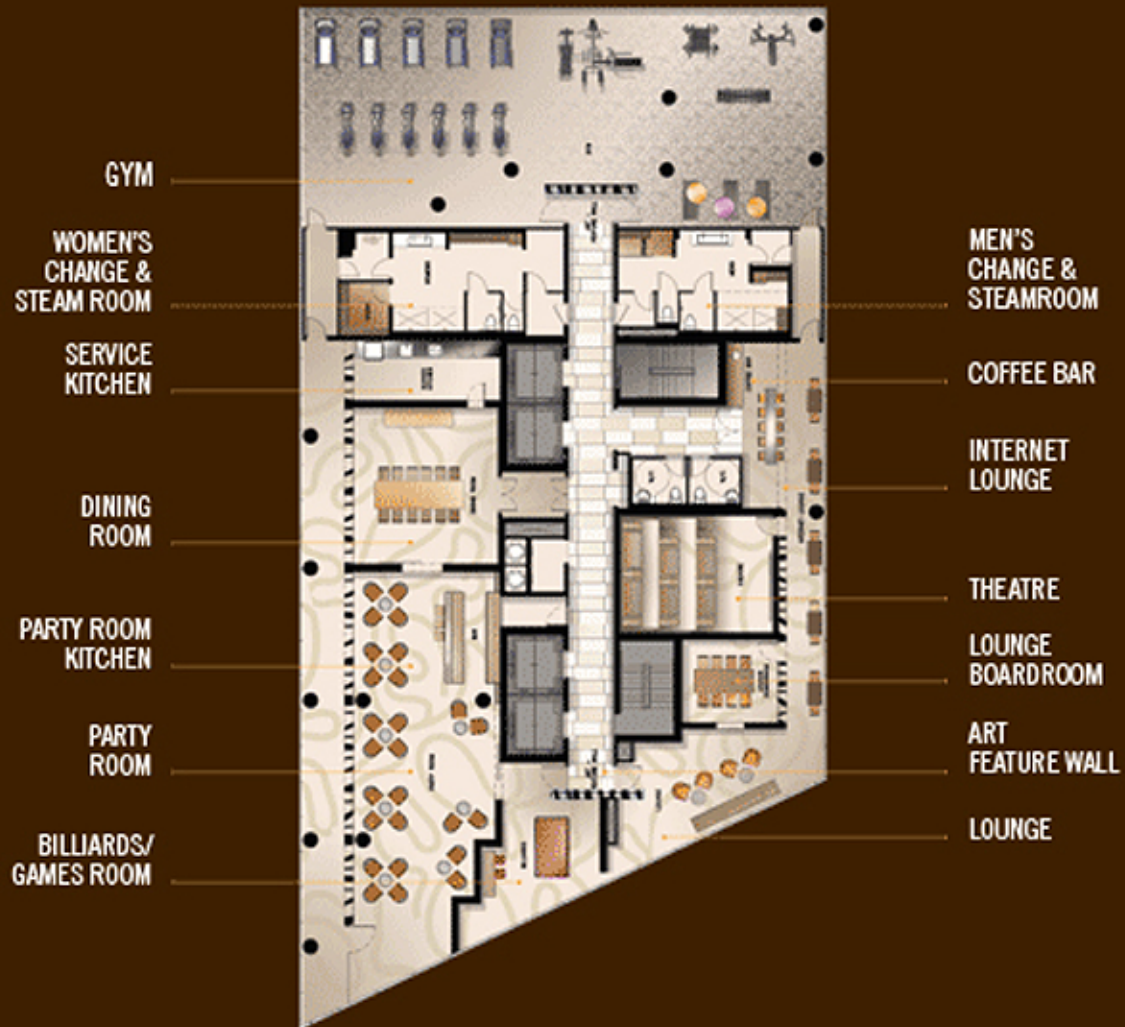 GYM
WOMEN'S
CHANGE &
STEAM ROOM
SERVICE
KITCHEN
DINING
ROOM
PARTY ROOM
KITCHEN
PARTY
ROOM
BILLIARDS/
GAMES ROOM
MEN'S
CHANGE &
STEAMROOM
COFFEE BAR
INTERNET
LOUNGE
THEATRE
LOUNGE
BOARDROOM
ART
FEATURE WALL
LOUNGE